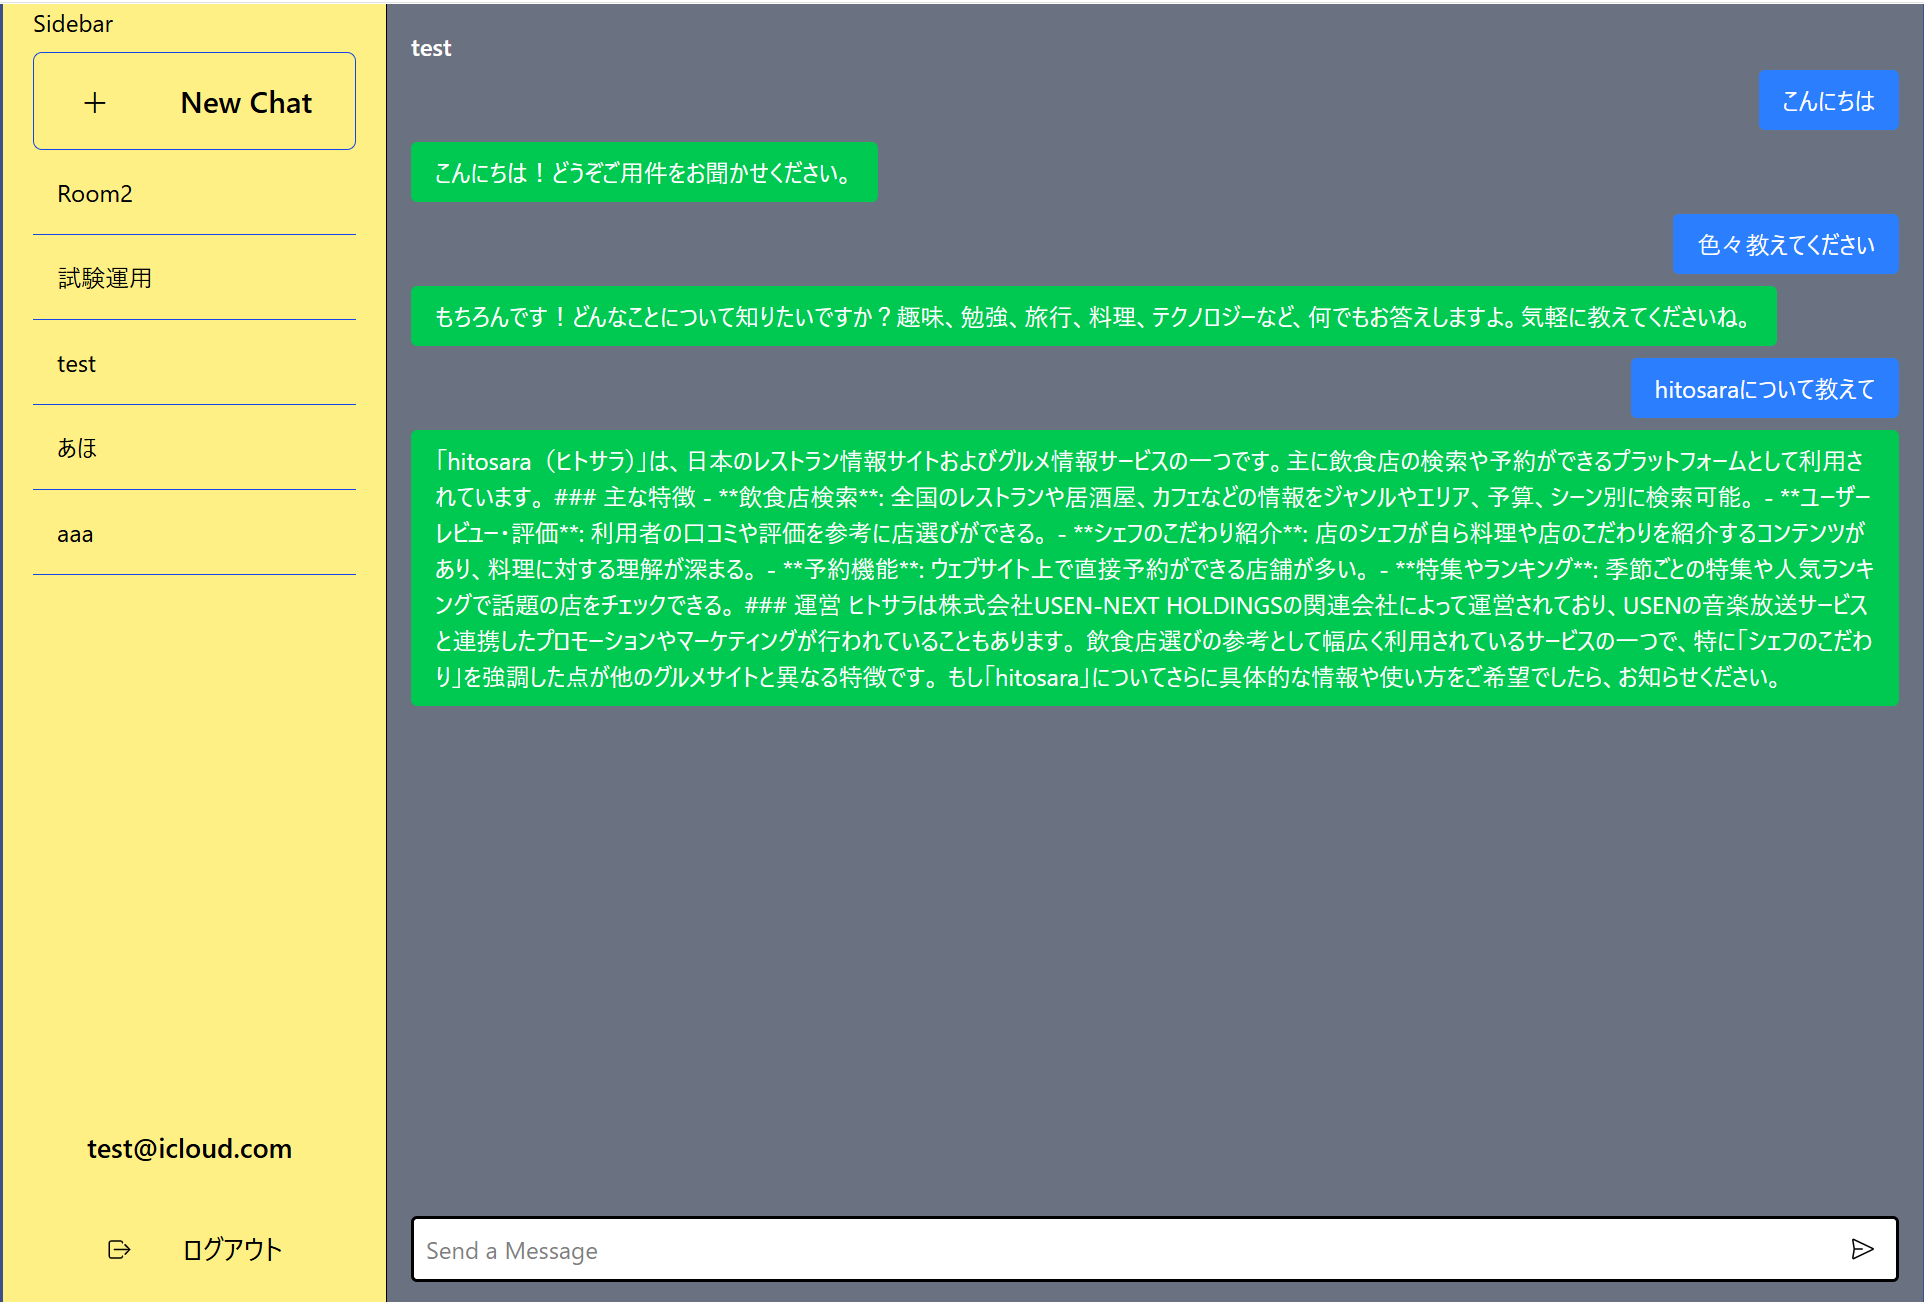 Sidebar
New Chat
Room2
試験運用
test
あほ
aaa
test@icloud.com
ログアウト
test
こんにちは
こんにちは！どうぞご用件をお聞かせください。
色々教えてください
もちろんです！どんなことについて知りたいですか？趣味、勉強、旅行、料理、テクノロジーなど、何でもお答えしますよ。気軽に教えてくださいね。
hitosaraについて教えて
「hitosara（ヒトサラ）」は、日本のレストラン情報サイトおよびグルメ情報サービスの一つです。主に飲食店の検索や予約ができるプラットフォームとして利用さ
れています。 ### 主な特徴 - **飲食店検索**: 全国のレストランや居酒屋、カフェなどの情報をジャンルやエリア、予算、シーン別に検索可能。 - **ユーザー
レビュー・評価**: 利用者の口コミや評価を参考に店選びができる。 - **シェフのこだわり紹介**: 店のシェフが自ら料理や店のこだわりを紹介するコンテンツが
あり、料理に対する理解が深まる。 - **予約機能**: ウェブサイト上で直接予約ができる店舗が多い。 - **特集やランキング**: 季節ごとの特集や人気ランキ
ングで話題の店をチェックできる。 ### 運営 ヒトサラは株式会社USEN-NEXT HOLDINGSの関連会社によって運営されており、USENの音楽放送サービス
と連携したプロモーションやマーケティングが行われていることもあります。 飲食店選びの参考として幅広く利用されているサービスの一つで、特に「シェフのこだわ
り」を強調した点が他のグルメサイトと異なる特徴です。 もし「hitosara」についてさらに具体的な情報や使い方をご希望でしたら、お知らせください。
Send a Message